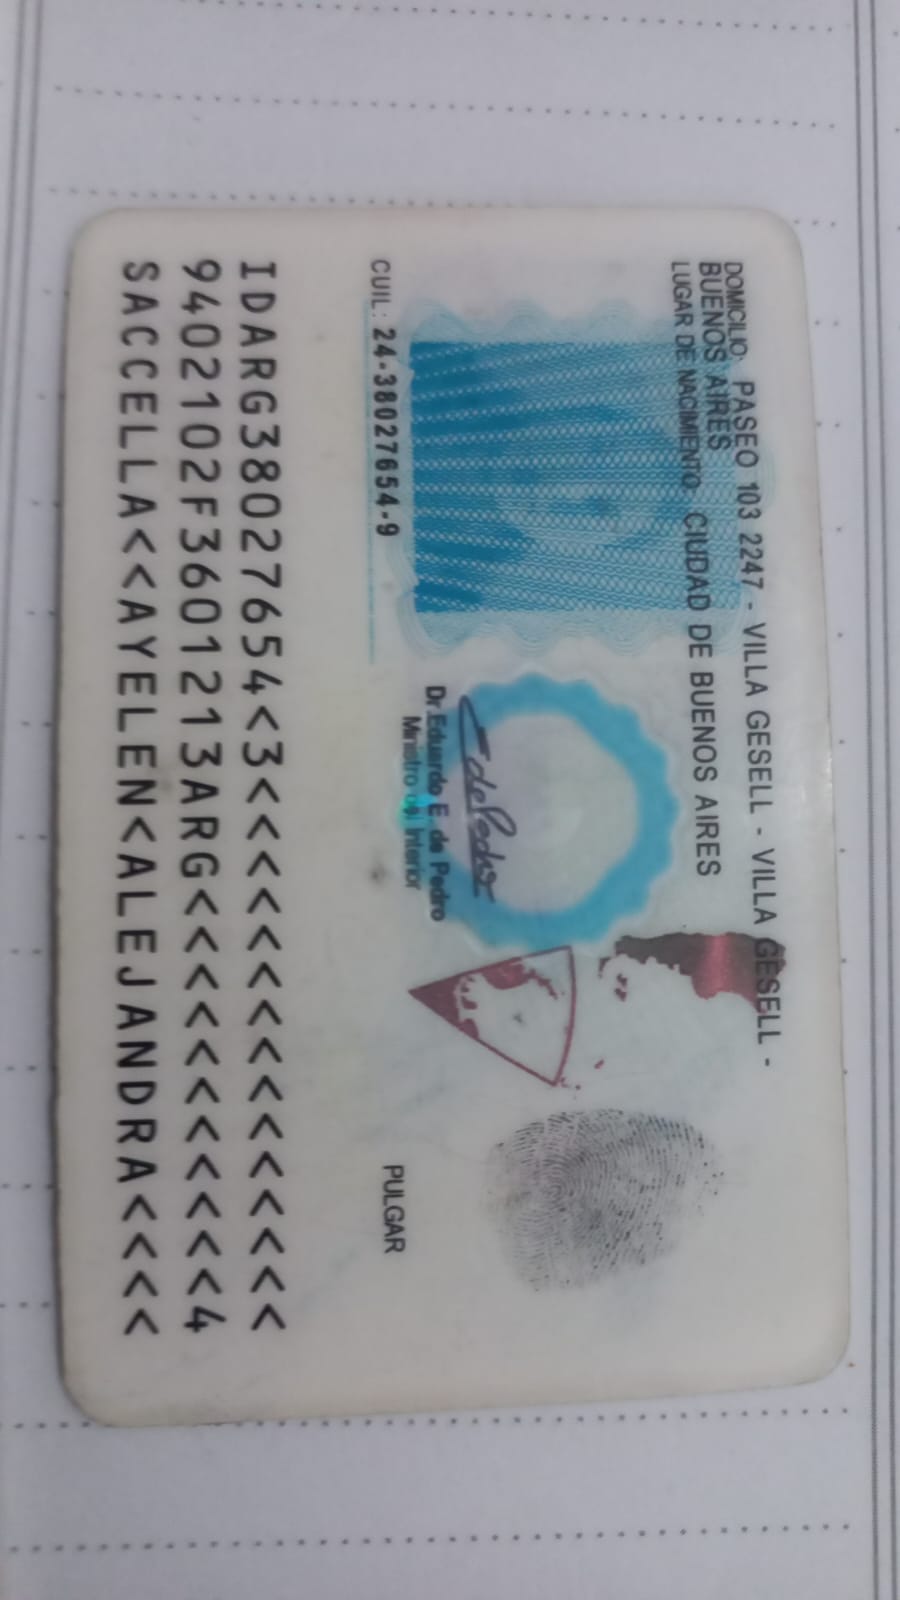 DOMICILIO: PASEO 103 2247 - VILLA GESELL - VILLA GESELL -
BUENOS AIRES
LUGAR DE NACIMIENTO: CIUDAD DE BUENOS AIRES
Dr. Eduardo E. de Pedro
Ministro del Interior
CUIL: 24-38027654-9
PULGAR
IDARG38027654<3<<<<<<<<<<<<<<<
9402102F3601213ARG<<<<<<<<<<<4
SACCELLA<<AYELEN<ALEJANDRA<<<<